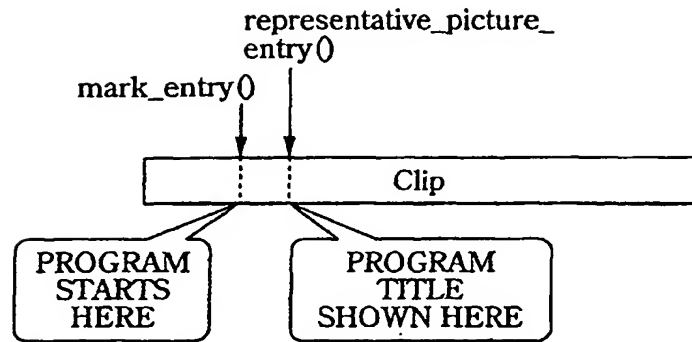 representative_picture_
entry()
mark_entry()
Clip
PROGRAM
STARTS
HERE
PROGRAM
TITLE
SHOWN HERE